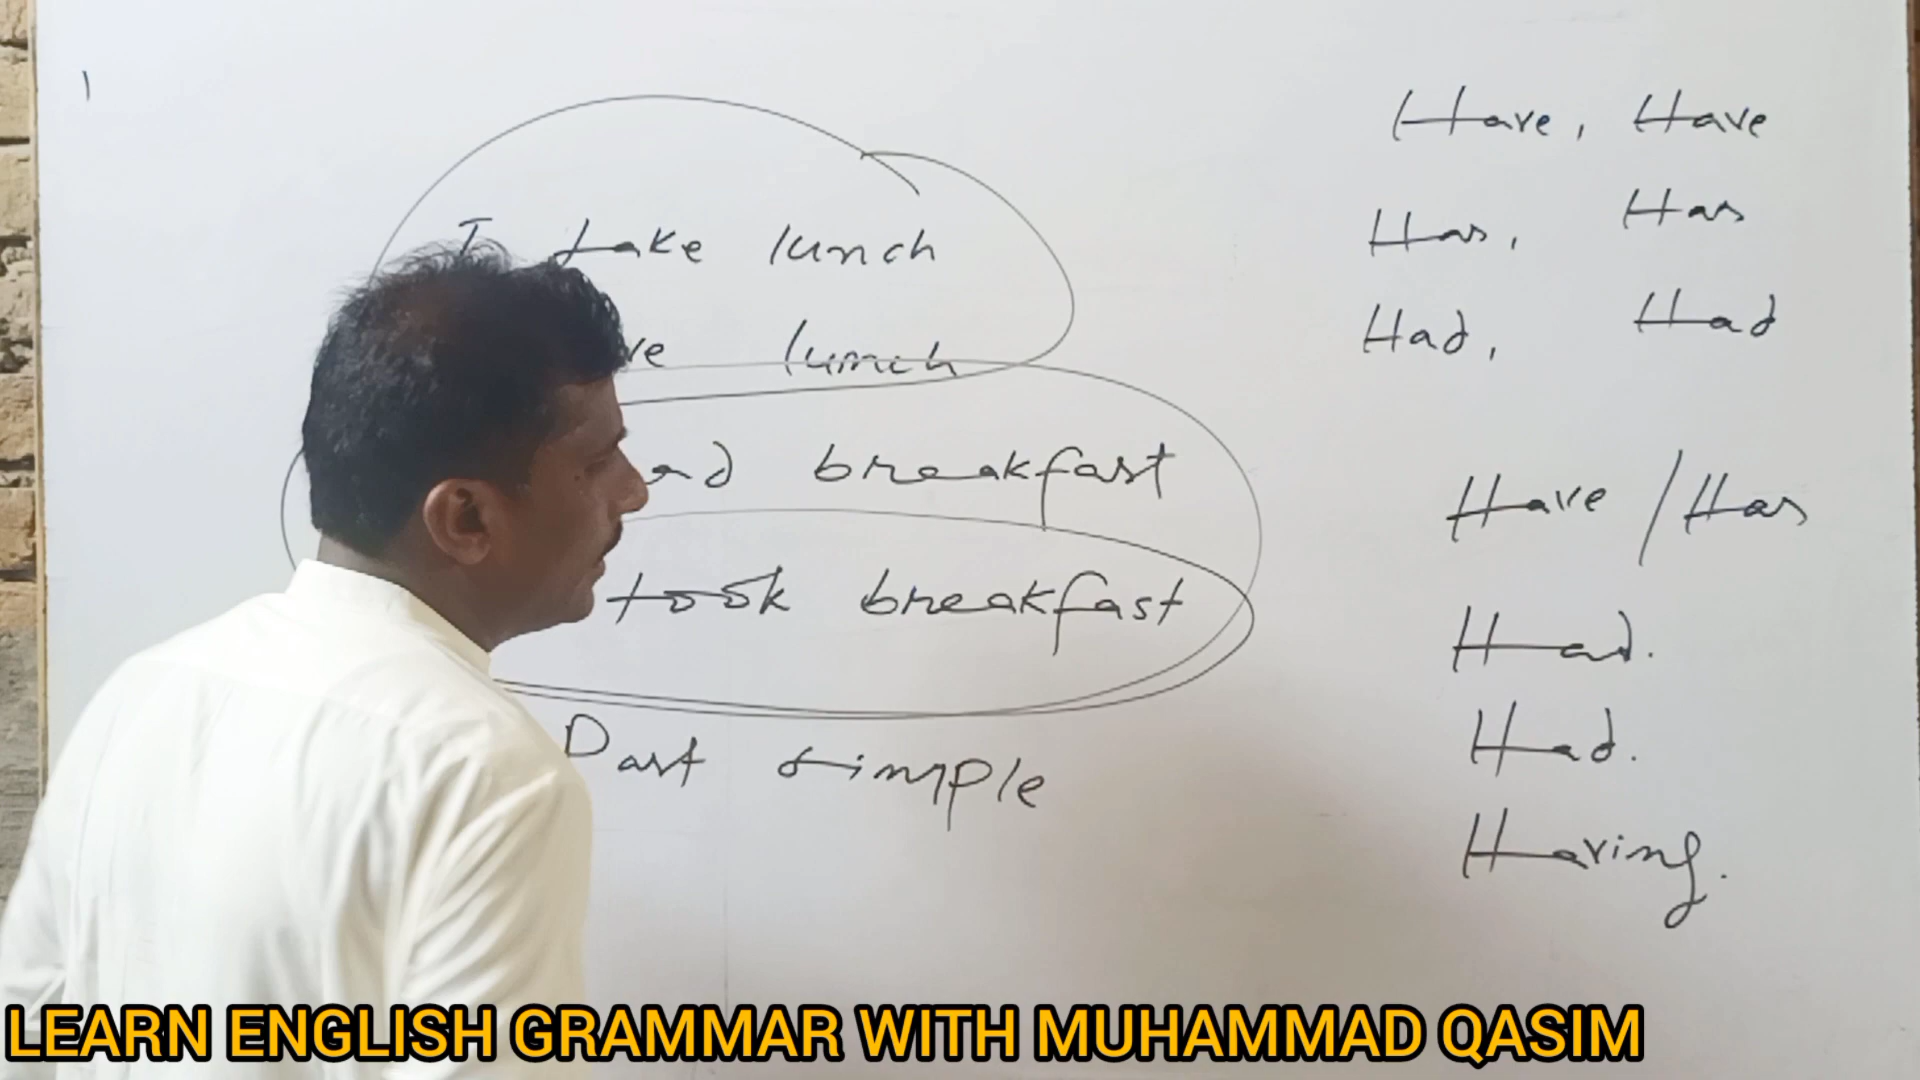 I take lunch
lunch
breakfast
took breakfast
Past simple
Have, Have
Has, Has
Had, Had
Have / Has
Had.
Had.
Having.
LEARN ENGLISH GRAMMAR WITH MUHAMMAD QASIM